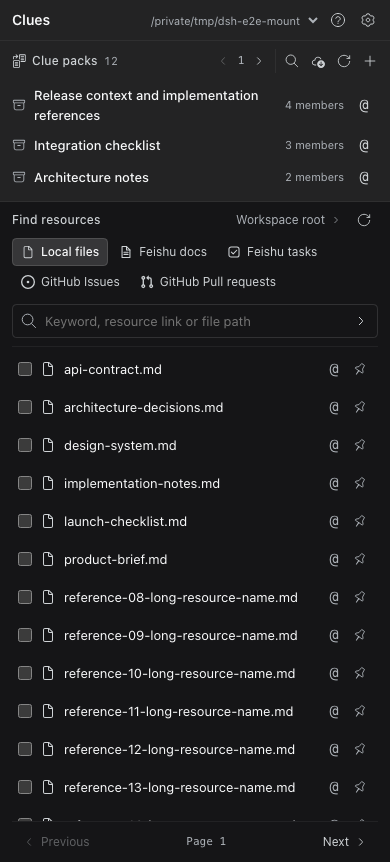 Clues /private/tmp/dsh-e2e-mount
Clue packs 12 1
Release context and implementation
references
4 members @
Integration checklist 3 members @
Architecture notes 2 members @
Find resources Workspace root
Local files Feishu docs Feishu tasks
GitHub Issues GitHub Pull requests
Keyword, resource link or file path
api-contract.md @
architecture-decisions.md @
design-system.md @
implementation-notes.md @
launch-checklist.md @
product-brief.md @
reference-08-long-resource-name.md @
reference-09-long-resource-name.md @
reference-10-long-resource-name.md @
reference-11-long-resource-name.md @
reference-12-long-resource-name.md @
reference-13-long-resource-name.md @
Previous Page 1 Next